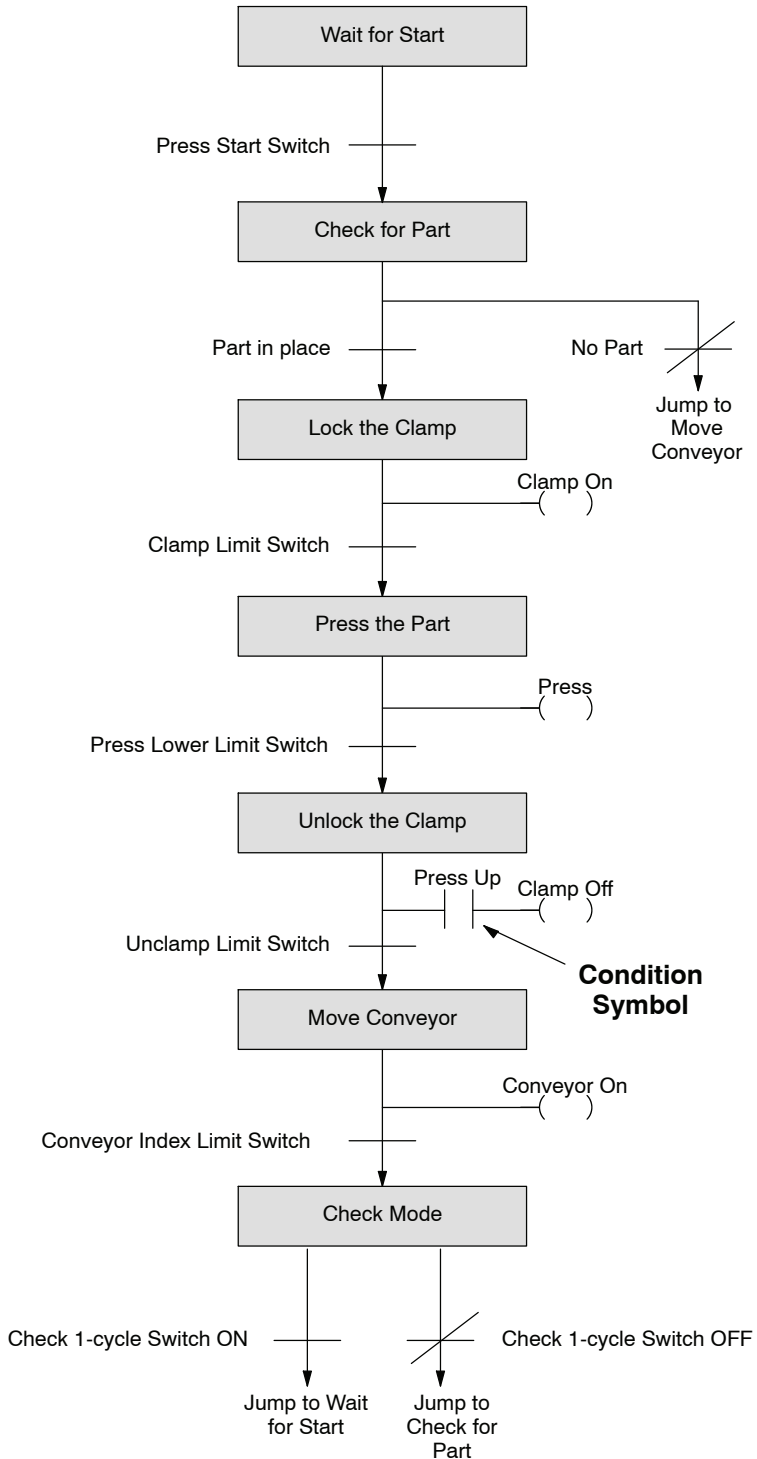 Wait for Start
Press Start Switch
Check for Part
Part in place
No Part
Jump to
Move
Conveyor
Lock the Clamp
Clamp On
Clamp Limit Switch
Press the Part
Press
Press Lower Limit Switch
Unlock the Clamp
Press Up
Clamp Off
Unclamp Limit Switch
Condition
Symbol
Move Conveyor
Conveyor On
Conveyor Index Limit Switch
Check Mode
Check 1-cycle Switch ON
Check 1-cycle Switch OFF
Jump to Wait
for Start
Jump to
Check for
Part